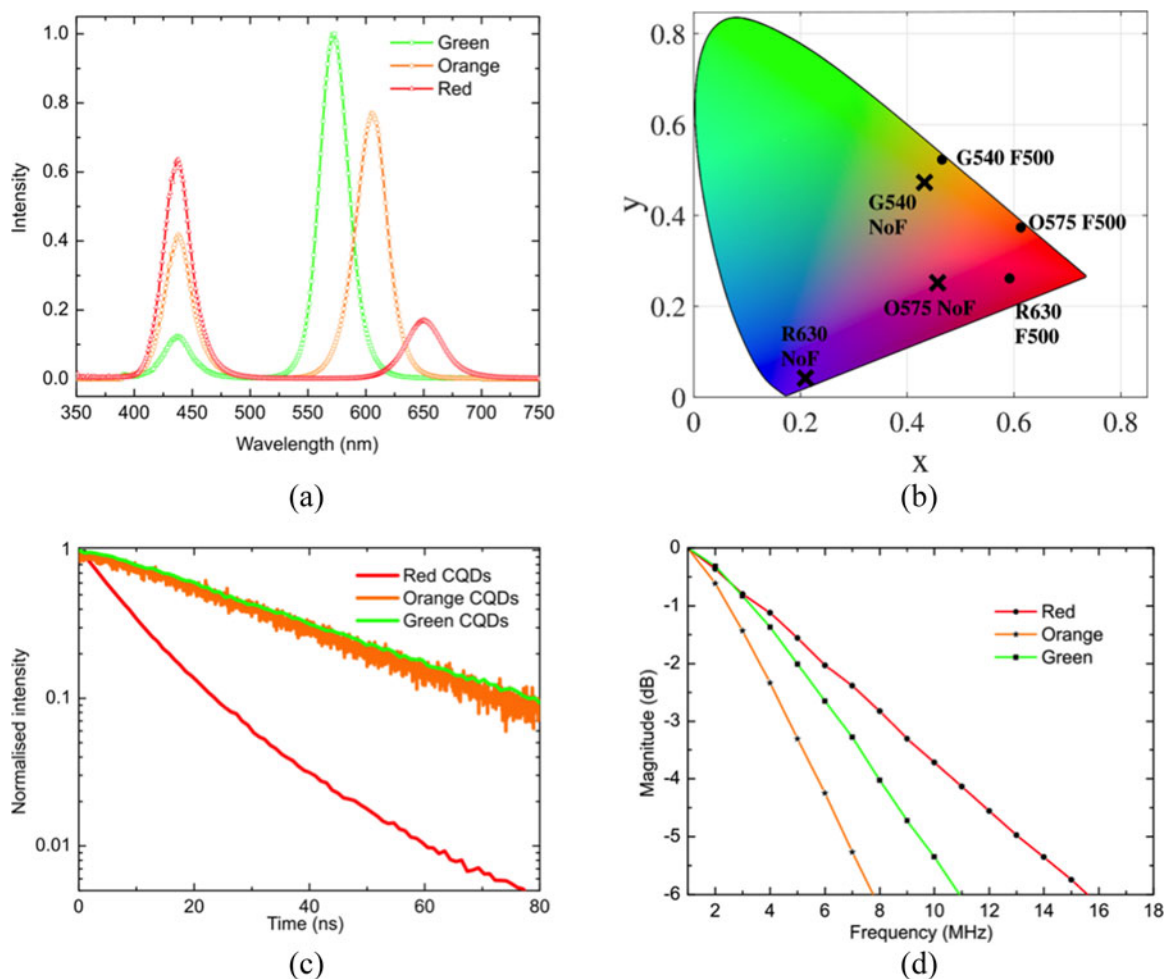 1.0
0.8
0.6
0.4
0.2
0.0
Intensity
350 400 450 500 550 600 650 700 750
Wavelength (nm)
Green
Orange
Red
(a)
0.8
0.6
0.4
0.2
0
y
0 0.2 0.4 0.6 0.8
x
G540 F500
G540
NoF
O575 F500
O575 NoF
R630
F500
R630
NoF
(b)
1
0.1
0.01
Normalised intensity
0 20 40 60 80
Time (ns)
Red CQDs
Orange CQDs
Green CQDs
(c)
0
-1
-2
-3
-4
-5
-6
Magnitude (dB)
2 4 6 8 10 12 14 16 18
Frequency (MHz)
Red
Orange
Green
(d)